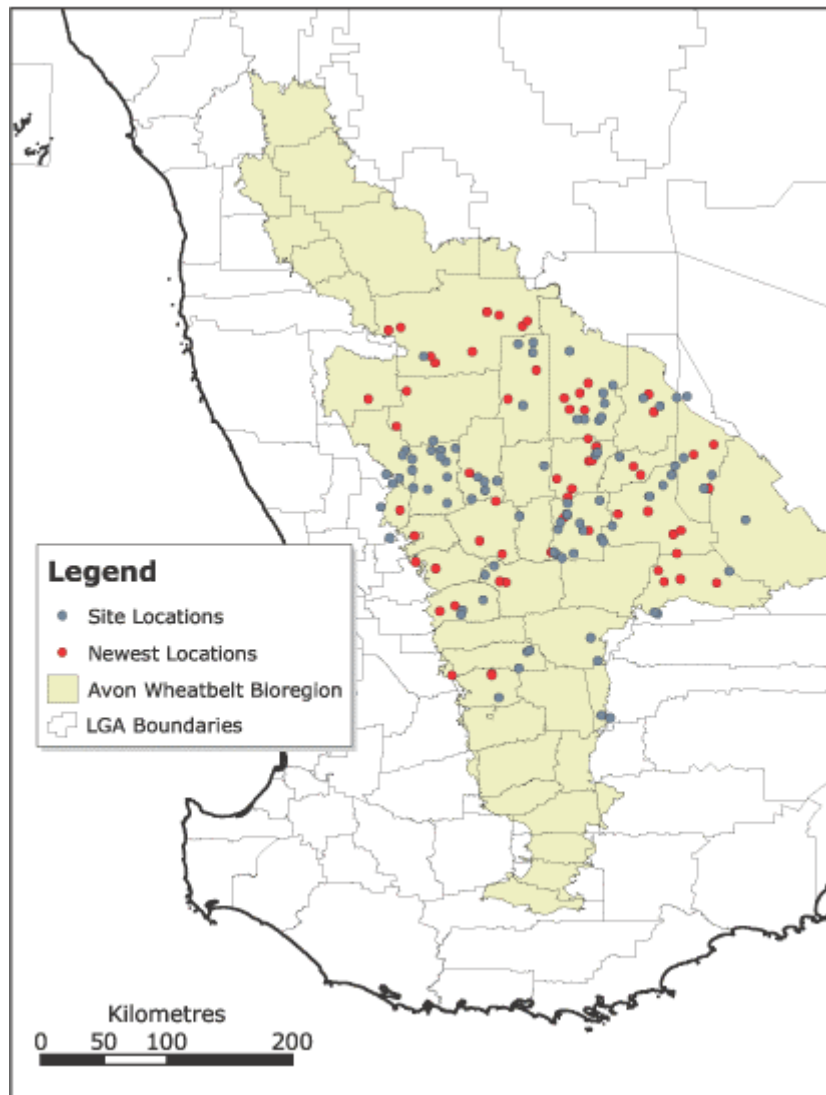 Legend
Site Locations
Newest Locations
Avon Wheatbelt Bioregion
LGA Boundaries
Kilometres
0 50 100 200